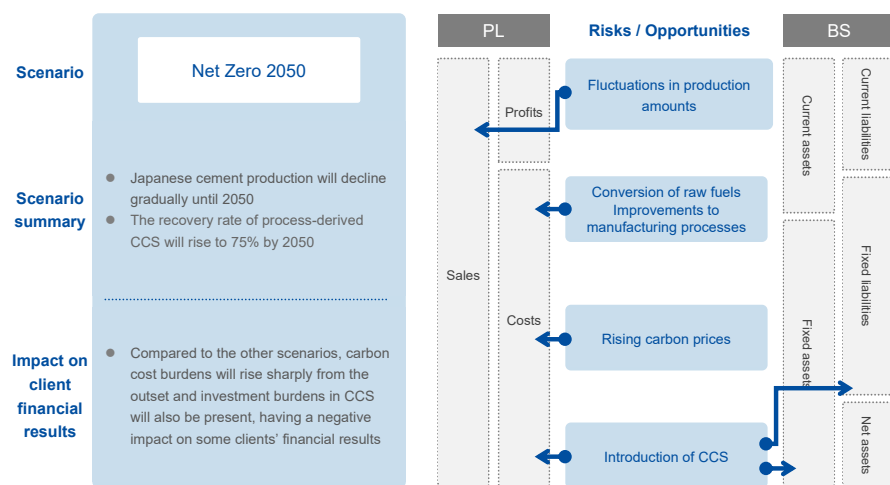 Scenario
Net Zero 2050
Scenario
summary
● Japanese cement production will decline
gradually until 2050
● The recovery rate of process-derived
CCS will rise to 75% by 2050
Impact on
client
financial
results
● Compared to the other scenarios, carbon
cost burdens will rise sharply from the
outset and investment burdens in CCS
will also be present, having a negative
impact on some clients’ financial results
PL
Risks / Opportunities
BS
Sales
Profits
Costs
Fluctuations in production
amounts
Conversion of raw fuels
Improvements to
manufacturing processes
Rising carbon prices
Introduction of CCS
Current assets
Fixed assets
Current liabilities
Fixed liabilities
Net assets